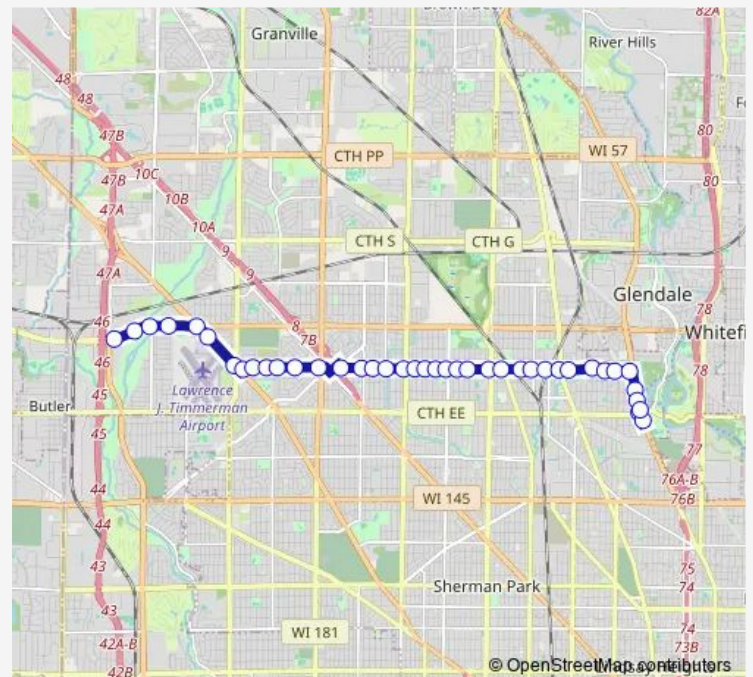 82A
Granville
River Hills
48
48
47B
80
CTH PP
WI 57
47B
10C
80
10B
47A
10A
CTH S
CTH G
9
9
47A
Glendale
78
8
46
7B
Whitefi
46
78
Lawrence
J. Timmerman
Airport
45
Butler
CTH EE
45
77
76A-B
44
WI 145
76B
44
43
75
74
Sherman Park
43
WI 181
74
73B
42A-B
42B
© OpenStreetMap contributors